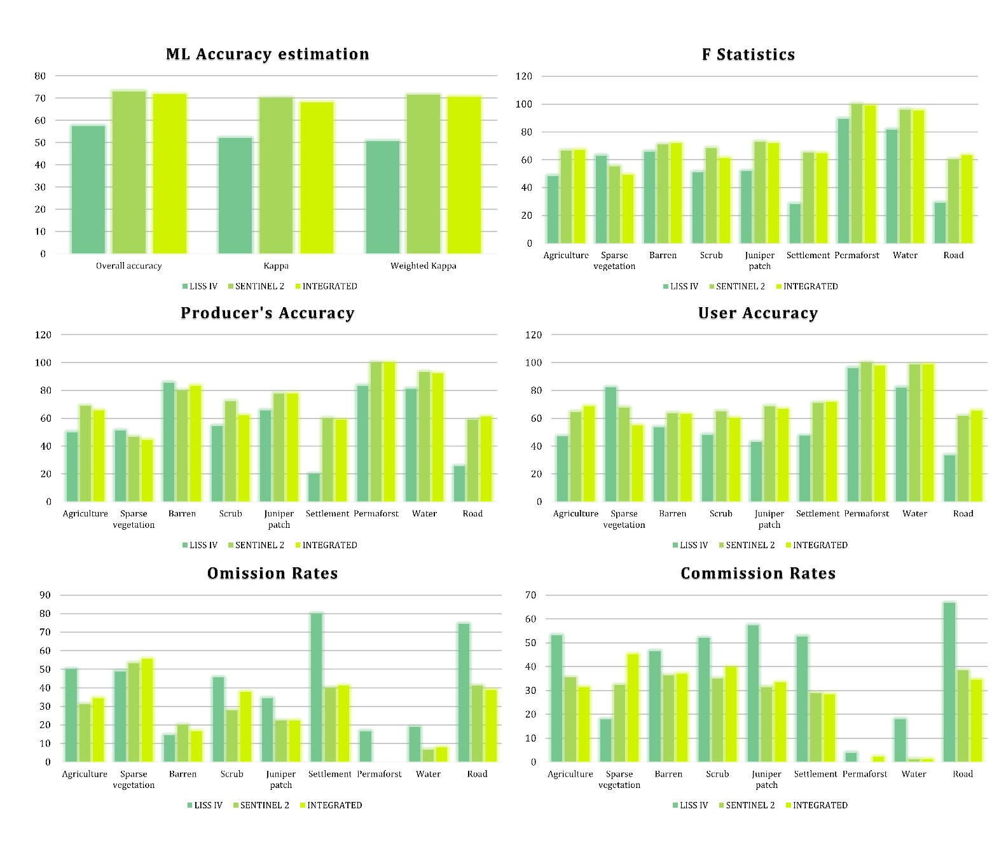 ML Accuracy estimation
80
70
60
50
40
30
20
10
0
Overall accuracy Kappa Weighted Kappa
LISS IV SENTINEL 2 INTEGRATED
F Statistics
120
100
80
60
40
20
0
Agriculture Sparse Barren Scrub Juniper Settlement Permaforst Water Road
vegetation patch
LISS IV SENTINEL 2 INTEGRATED
Producer's Accuracy
120
100
80
60
40
20
0
Agriculture Sparse Barren Scrub Juniper Settlement Permaforst Water Road
vegetation patch
LISS IV SENTINEL 2 INTEGRATED
User Accuracy
120
100
80
60
40
20
0
Agriculture Sparse Barren Scrub Juniper Settlement Permaforst Water Road
vegetation patch
LISS IV SENTINEL 2 INTEGRATED
Omission Rates
90
80
70
60
50
40
30
20
10
0
Agriculture Sparse Barren Scrub Juniper Settlement Permaforst Water Road
vegetation patch
LISS IV SENTINEL 2 INTEGRATED
Commission Rates
70
60
50
40
30
20
10
0
Agriculture Sparse Barren Scrub Juniper Settlement Permaforst Water Road
vegetation patch
LISS IV SENTINEL 2 INTEGRATED